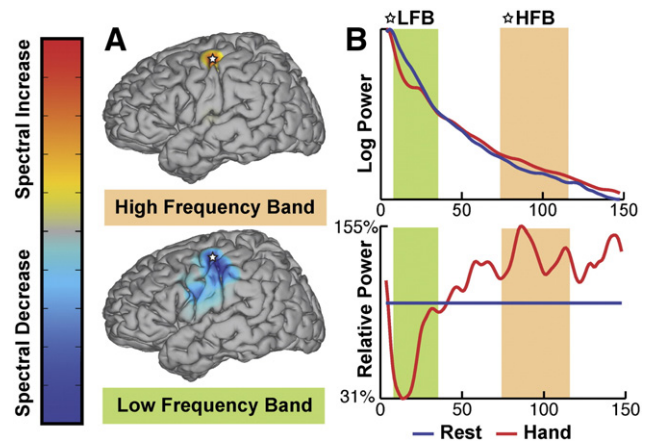 Spectral Increase
Spectral Decrease
A
High Frequency Band
Low Frequency Band
B
☆LFB
☆HFB
Log Power
0
50
100
150
155%
Relative Power
31%
0
50
100
150
Rest
Hand